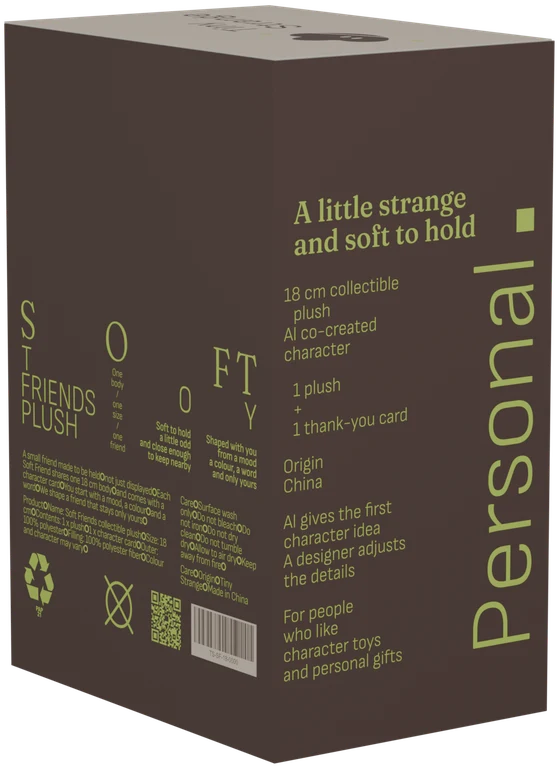 Tiny
Strange
S
T
O
O
FT
Y
FRIENDS
PLUSH
One
body
/
one
size
/
one
friend
Soft to hold
a little odd
and close enough
to keep nearby
Shaped with you
from a mood
a colour, a word
and only yours
A small friend made to be held✪not just displayed✪Each
Soft Friend shares one 18 cm body✪and comes with a
character card✪you start with a mood, a colour✪and a
word✪We shape a friend that stays only yours✪
Product✪Name: Soft Friends collectible plush✪Size: 18
cm✪Contents: 1 x plush✪1 x character card✪Outer:
100% polyester✪Filling: 100% polyester fiber✪Colour
and character may vary✪
Care✪Surface wash
only✪Do not bleach✪Do
not iron✪Do not dry
clean✪Do not tumble
dry✪Allow to air dry✪Keep
away from fire✪
Care✪Origin✪Tiny
Strange✪Made in China
A little strange
and soft to hold
18 cm collectible
plush
AI co-created
character
1 plush
+
1 thank-you card
Origin
China
AI gives the first
character idea
A designer adjusts
the details
For people
who like
character toys
and personal gifts
Personal.